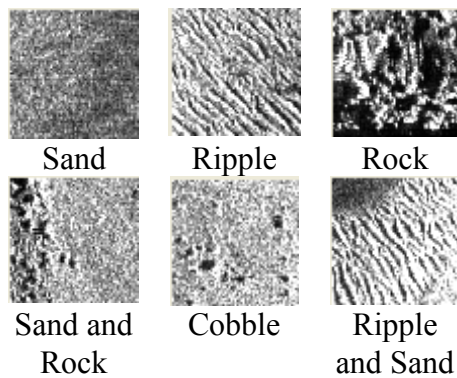 Sand
Ripple
Rock
Sand and
Rock
Cobble
Ripple
and Sand